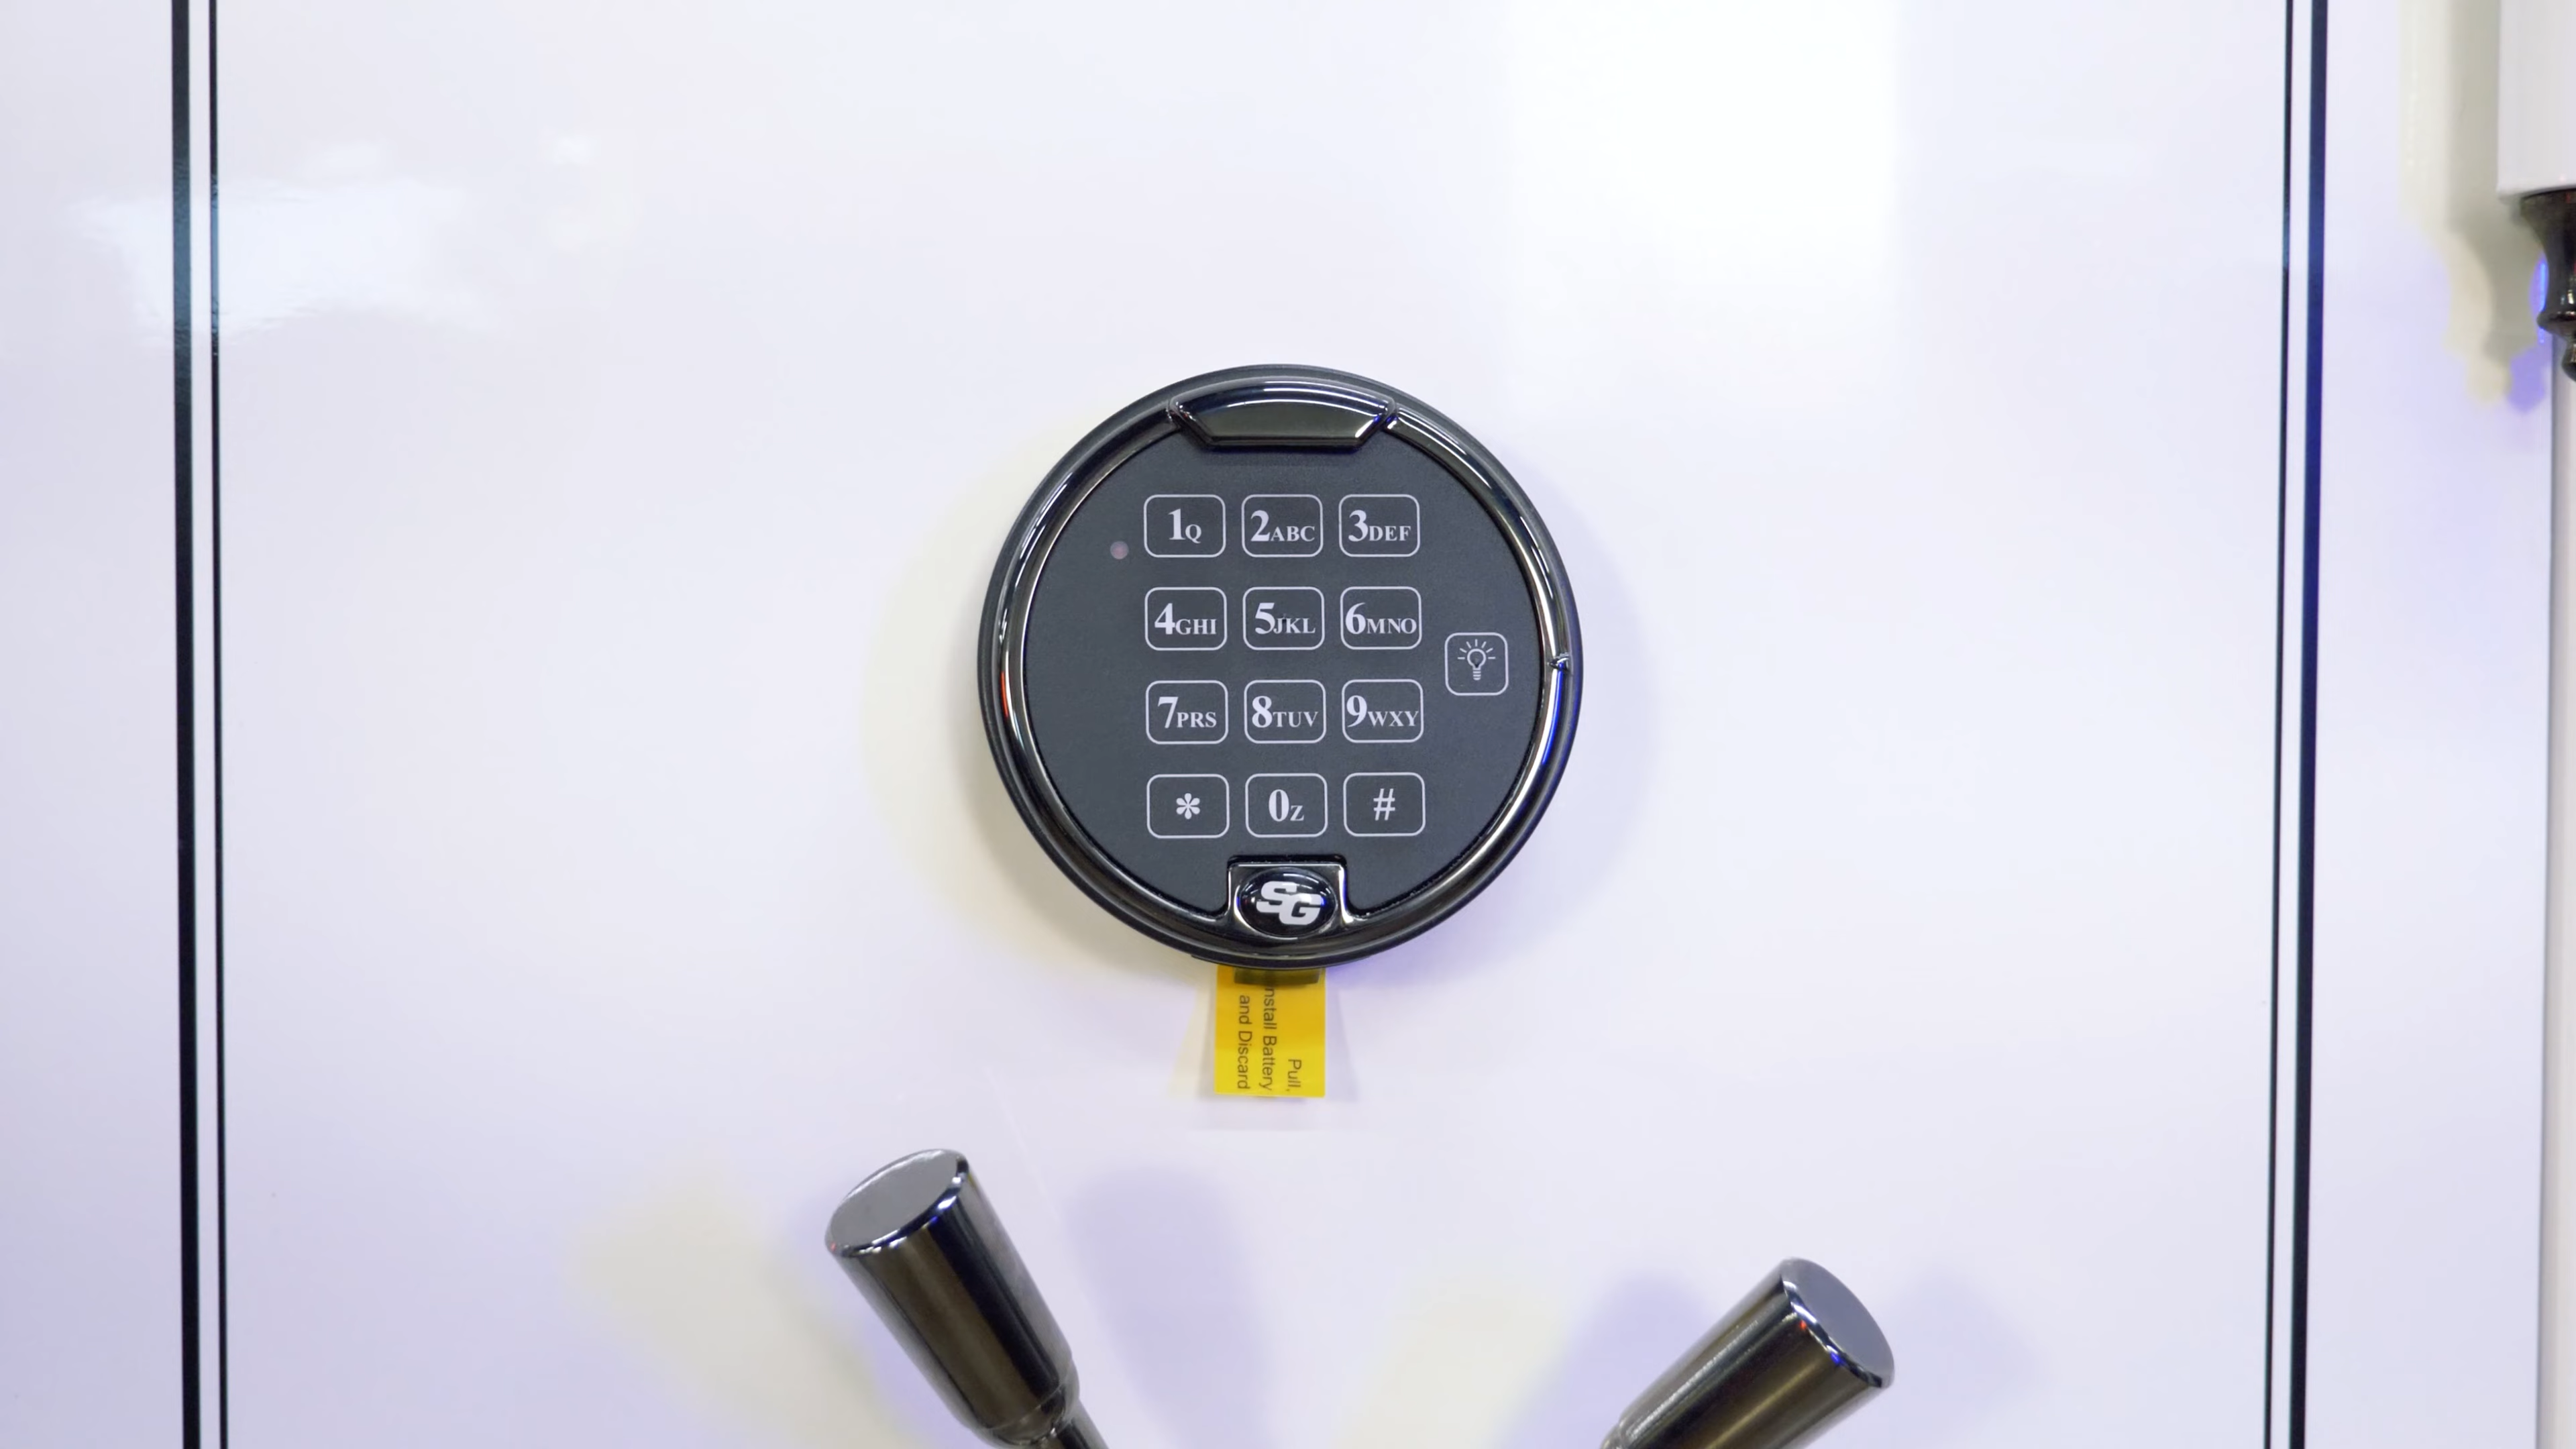 1Q 2ABC 3DEF
4GHI 5JKL 6MNO
7PRS 8TUV 9WXY
* 0Z #
SG
Pull,
nstall Battery
and Discard